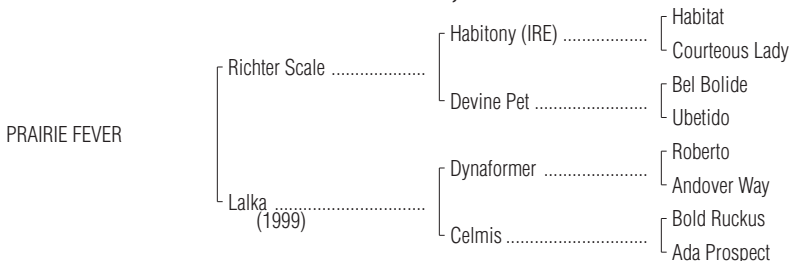 Habitat
Habitony (IRE) ..................
Courteous Lady
Richter Scale ....................
Bel Bolide
Devine Pet ........................
Ubetido
PRAIRIE FEVER
Roberto
Dynaformer ......................
Andover Way
Lalka ................................
(1999)
Bold Ruckus
Celmis ..............................
Ada Prospect